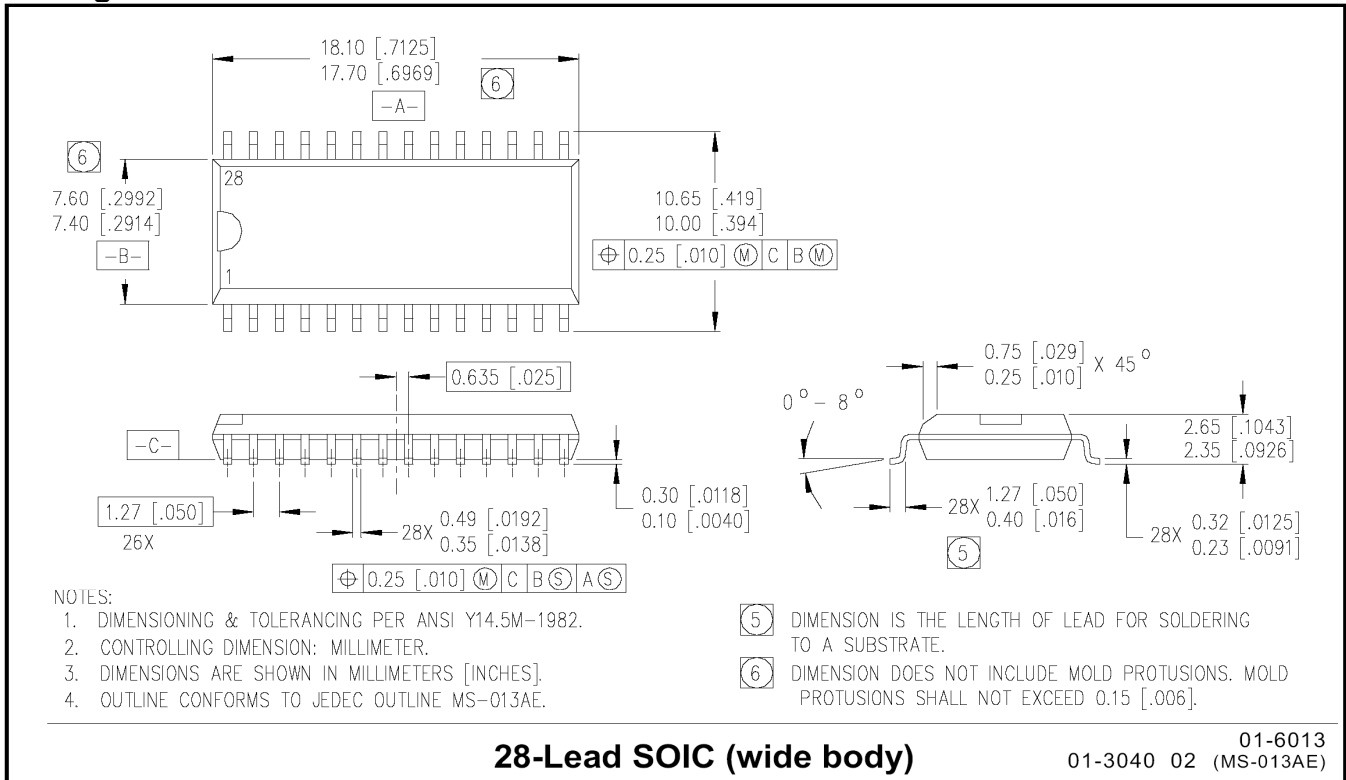 18.10 [.7125]
17.70 [.6969]
-A-
6
6
7.60 [.2992]
7.40 [.2914]
-B-
28
1
10.65 [.419]
10.00 [.394]
⌖ 0.25 [.010] Ⓜ C B Ⓜ
0.635 [.025]
-C-
1.27 [.050]
26X
28X 0.49 [.0192]
0.35 [.0138]
⌖ 0.25 [.010] Ⓜ C B Ⓢ A Ⓢ
0.30 [.0118]
0.10 [.0040]
0.75 [.029]
0.25 [.010] X 45°
0° - 8°
2.65 [.1043]
2.35 [.0926]
28X 1.27 [.050]
0.40 [.016]
5
28X 0.32 [.0125]
0.23 [.0091]
NOTES:
1. DIMENSIONING & TOLERANCING PER ANSI Y14.5M-1982.
2. CONTROLLING DIMENSION: MILLIMETER.
3. DIMENSIONS ARE SHOWN IN MILLIMETERS [INCHES].
4. OUTLINE CONFORMS TO JEDEC OUTLINE MS-013AE.
5 DIMENSION IS THE LENGTH OF LEAD FOR SOLDERING
TO A SUBSTRATE.
6 DIMENSION DOES NOT INCLUDE MOLD PROTUSIONS. MOLD
PROTUSIONS SHALL NOT EXCEED 0.15 [.006].
28-Lead SOIC (wide body)
01-6013
01-3040 02 (MS-013AE)